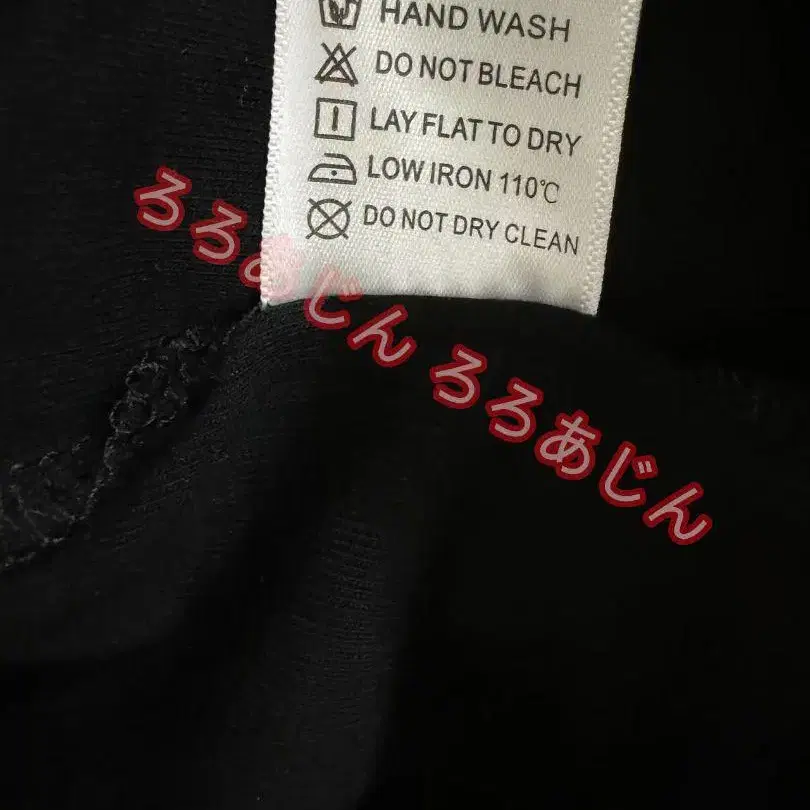 HAND WASH
DO NOT BLEACH
LAY FLAT TO DRY
LOW IRON 110℃
DO NOT DRY CLEAN
ろろあじん ろろあじん